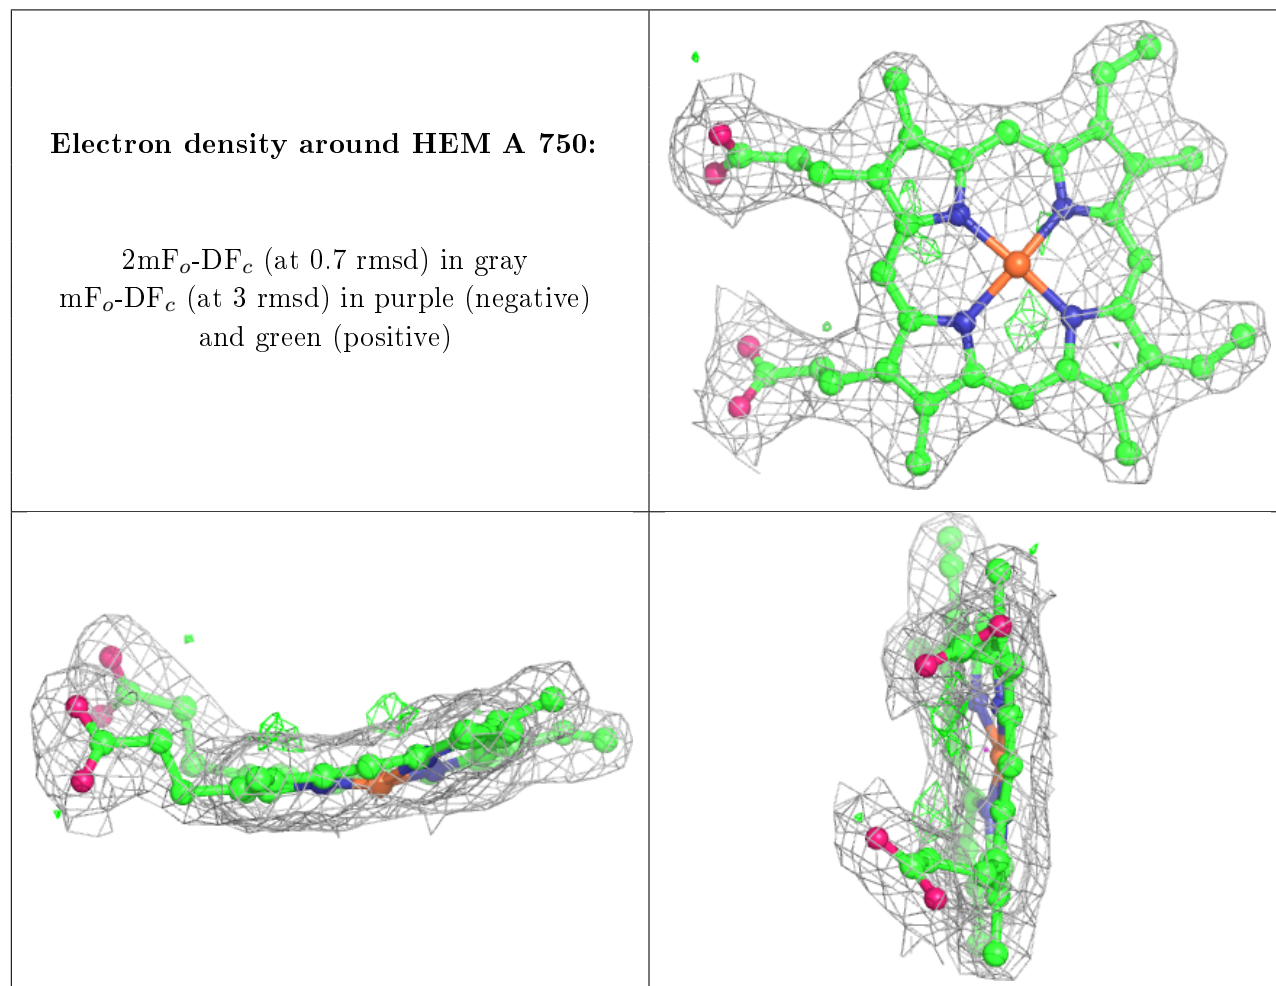 Electron density around HEM A 750:
2mFo-DFc (at 0.7 rmsd) in gray
mFo-DFc (at 3 rmsd) in purple (negative)
and green (positive)